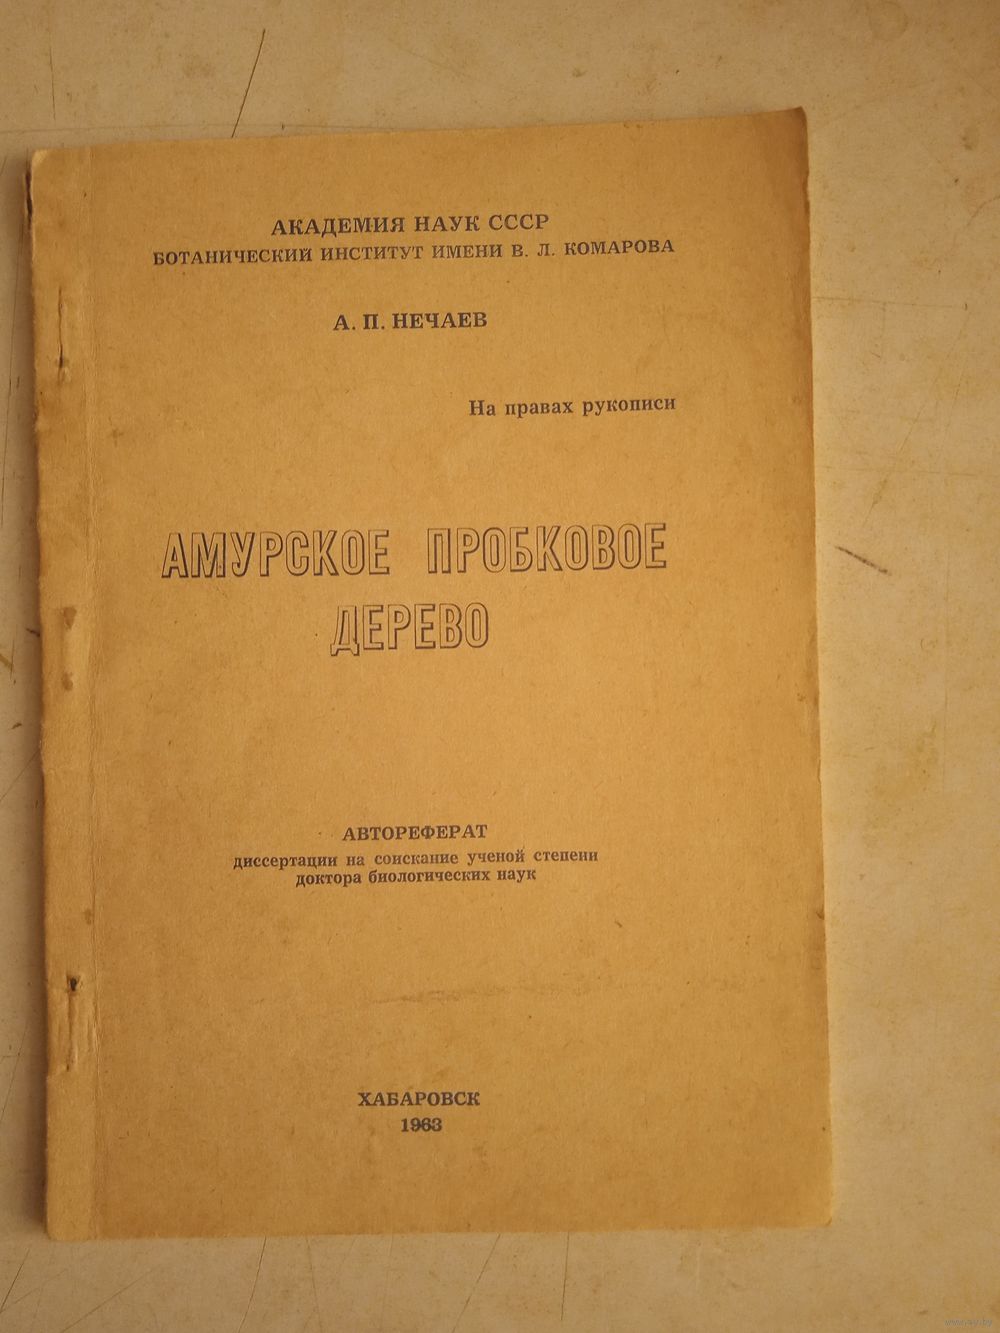 АКАДЕМИЯ НАУК СССР
БОТАНИЧЕСКИЙ ИНСТИТУТ ИМЕНИ В. Л. КОМАРОВА
А. П. НЕЧАЕВ
На правах рукописи
АМУРСКОЕ ПРОБКОВОЕ
ДЕРЕВО
АВТОРЕФЕРАТ
диссертации на соискание ученой степени
доктора биологических наук
ХАБАРОВСК
1963